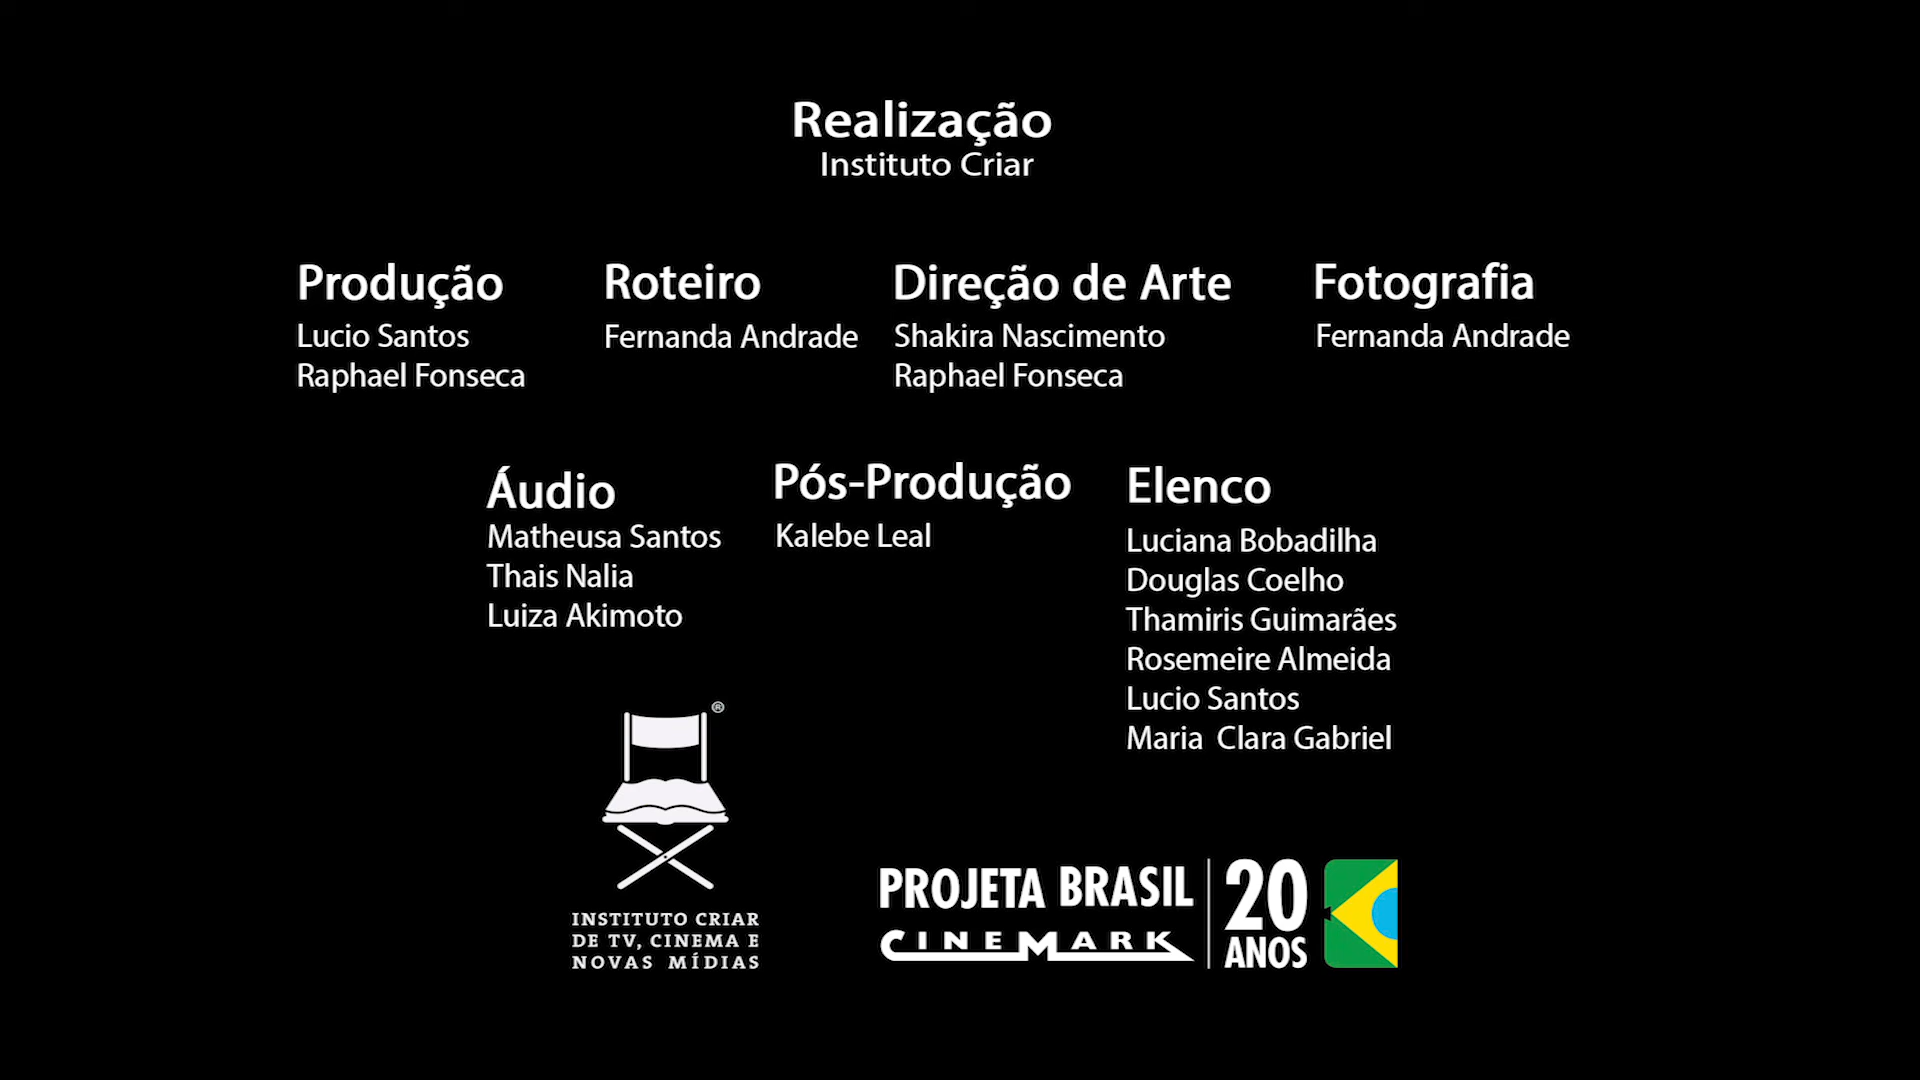 Realização
Instituto Criar
Produção
Lucio Santos
Raphael Fonseca
Roteiro
Fernanda Andrade
Direção de Arte
Shakira Nascimento
Raphael Fonseca
Fotografia
Fernanda Andrade
Áudio
Matheusa Santos
Thais Nalia
Luiza Akimoto
Pós-Produção
Kalebe Leal
Elenco
Luciana Bobadilha
Douglas Coelho
Thamiris Guimarães
Rosemeire Almeida
Lucio Santos
Maria  Clara Gabriel
®
INSTITUTO CRIAR
DE TV, CINEMA E
NOVAS MÍDIAS
PROJETA BRASIL
CINEMARK
20
ANOS